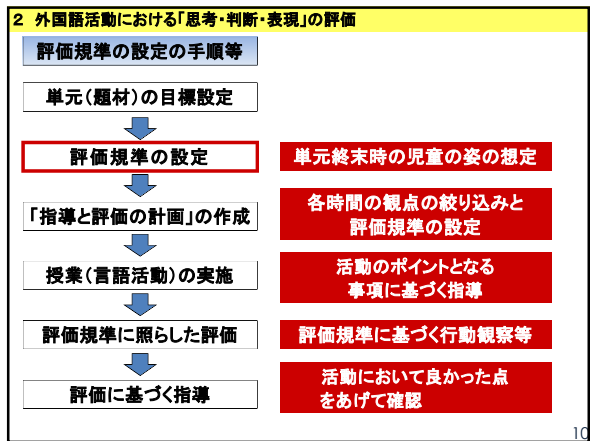 2 外国語活動における「思考・判断・表現」の評価
評価規準の設定の手順等
単元(題材)の目標設定
評価規準の設定
単元終末時の児童の姿の想定
「指導と評価の計画」の作成
各時間の観点の絞り込みと
評価規準の設定
授業(言語活動)の実施
活動のポイントとなる
事項に基づく指導
評価規準に照らした評価
評価規準に基づく行動観察等
評価に基づく指導
活動において良かった点
をあげて確認
10